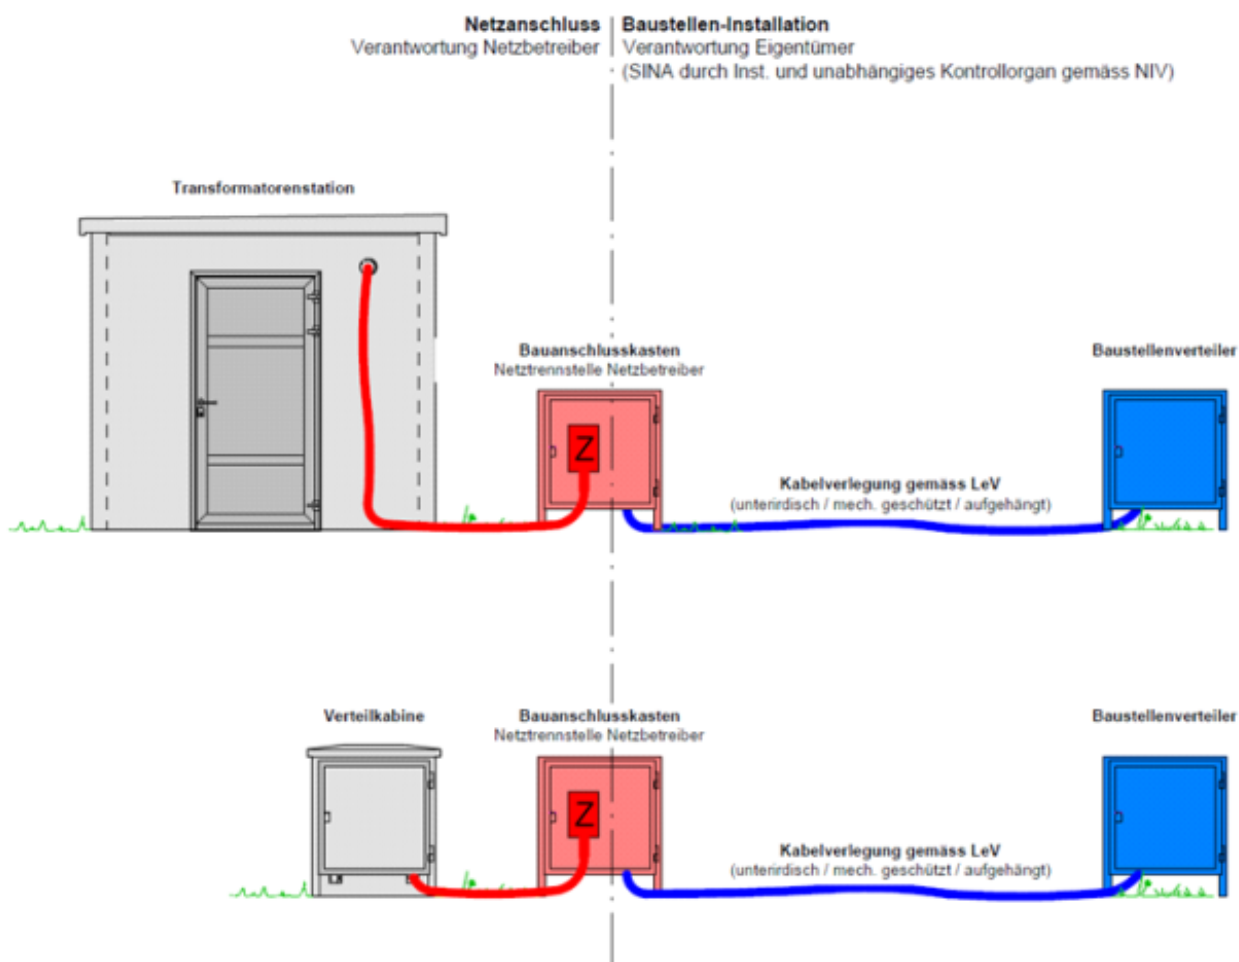 Netzanschluss
Verantwortung Netzbetreiber
Baustellen-Installation
Verantwortung Eigentümer
(SINA durch Inst. und unabhängiges Kontrollorgan gemäss NIV)
Transformatorenstation
Bauanschlusskasten
Netztrennstelle Netzbetreiber
Baustellenverteiler
Z
Kabelverlegung gemäss LeV
(unterirdisch / mech. geschützt / aufgehängt)
Verteilkabine
Bauanschlusskasten
Netztrennstelle Netzbetreiber
Baustellenverteiler
Z
Kabelverlegung gemäss LeV
(unterirdisch / mech. geschützt / aufgehängt)